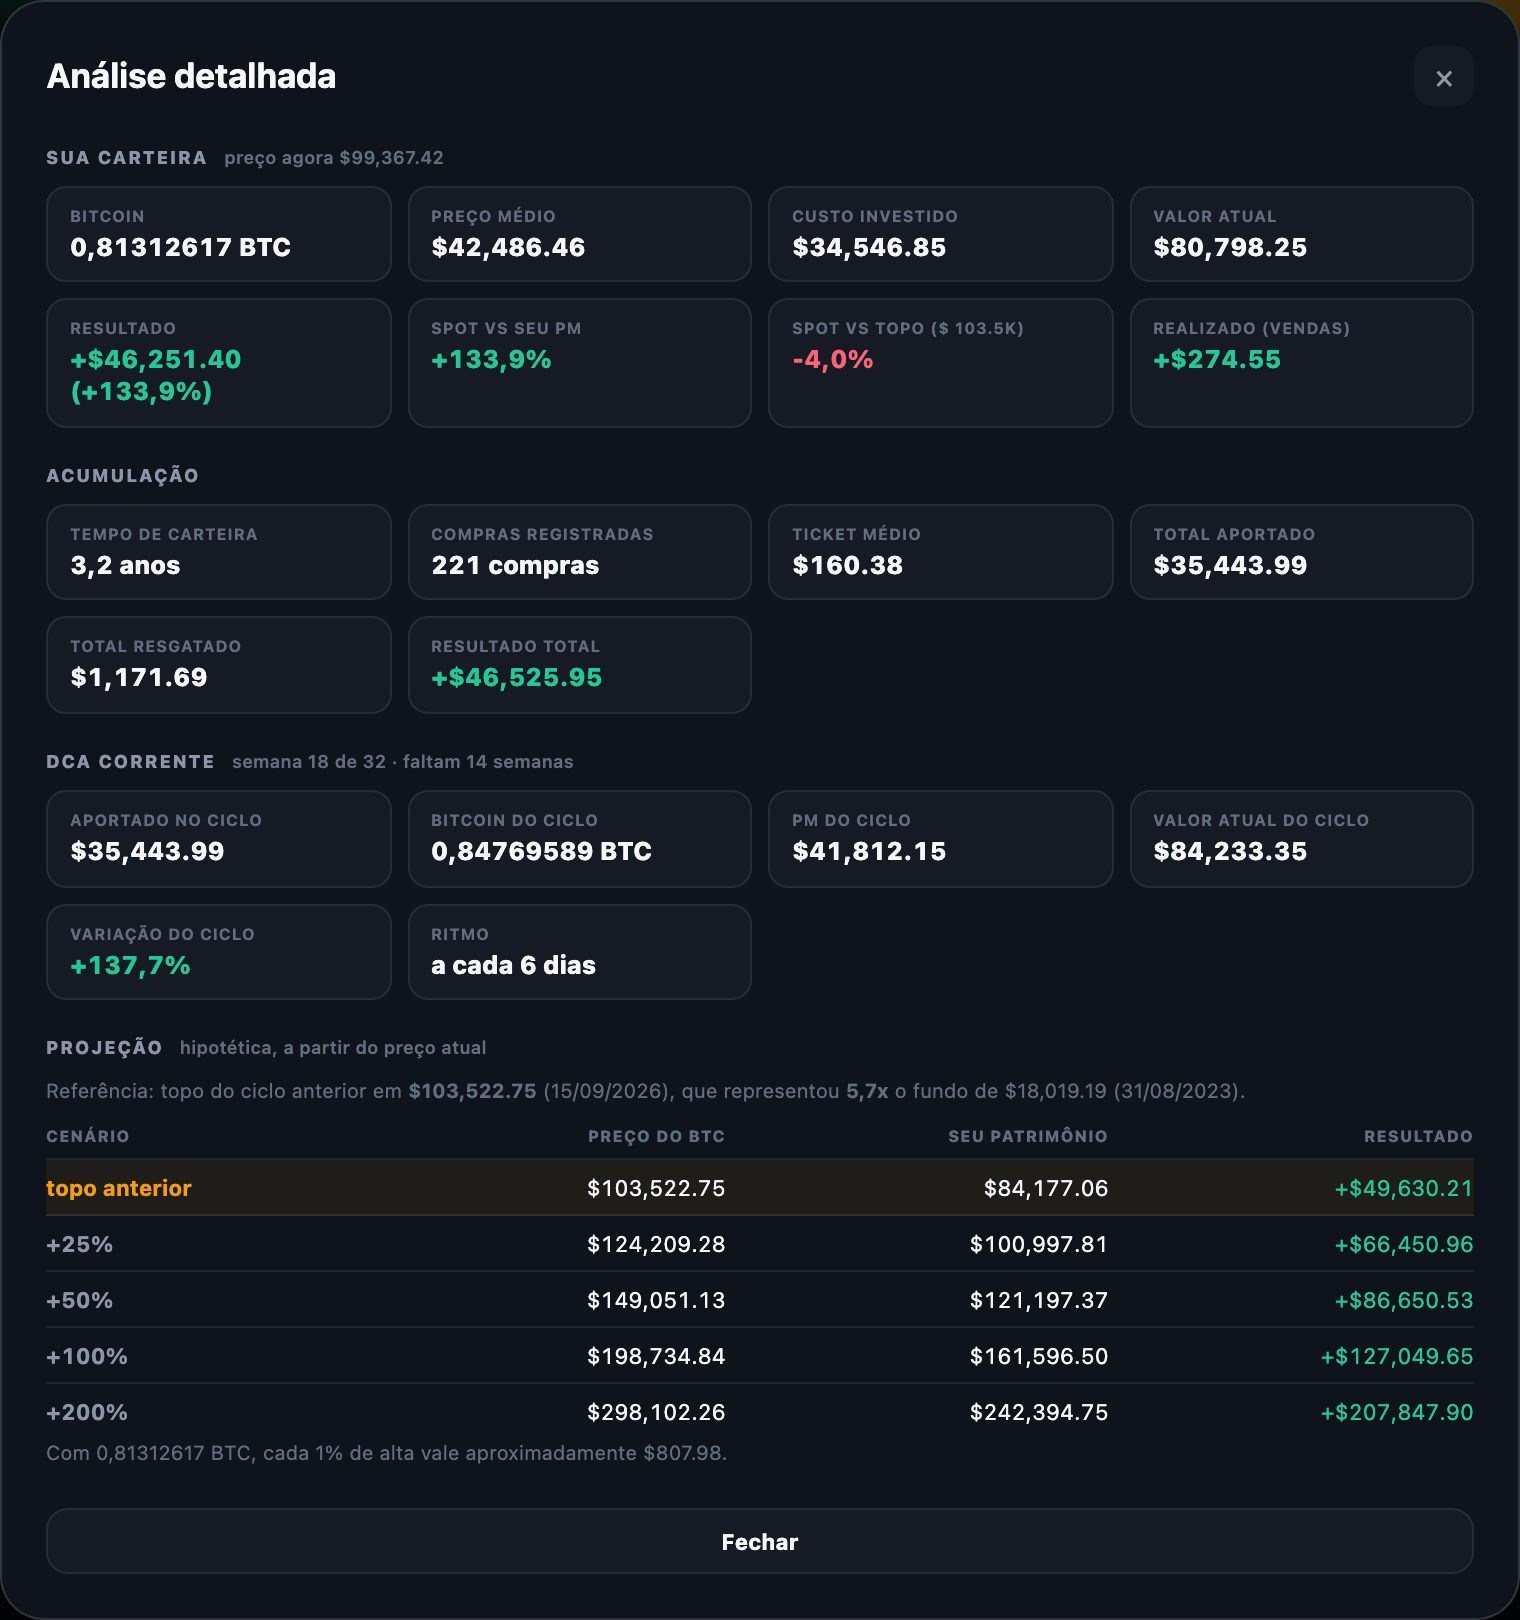 Análise detalhada
×
SUA CARTEIRA preço agora $99,367.42
BITCOIN
0,81312617 BTC
PREÇO MÉDIO
$42,486.46
CUSTO INVESTIDO
$34,546.85
VALOR ATUAL
$80,798.25
RESULTADO
+$46,251.40
(+133,9%)
SPOT VS SEU PM
+133,9%
SPOT VS TOPO ($ 103.5K)
-4,0%
REALIZADO (VENDAS)
+$274.55
ACUMULAÇÃO
TEMPO DE CARTEIRA
3,2 anos
COMPRAS REGISTRADAS
221 compras
TICKET MÉDIO
$160.38
TOTAL APORTADO
$35,443.99
TOTAL RESGATADO
$1,171.69
RESULTADO TOTAL
+$46,525.95
DCA CORRENTE semana 18 de 32 · faltam 14 semanas
APORTADO NO CICLO
$35,443.99
BITCOIN DO CICLO
0,84769589 BTC
PM DO CICLO
$41,812.15
VALOR ATUAL DO CICLO
$84,233.35
VARIAÇÃO DO CICLO
+137,7%
RITMO
a cada 6 dias
PROJEÇÃO hipotética, a partir do preço atual
Referência: topo do ciclo anterior em $103,522.75 (15/09/2026), que representou 5,7x o fundo de $18,019.19 (31/08/2023).
CENÁRIO PREÇO DO BTC SEU PATRIMÔNIO RESULTADO
topo anterior $103,522.75 $84,177.06 +$49,630.21
+25% $124,209.28 $100,997.81 +$66,450.96
+50% $149,051.13 $121,197.37 +$86,650.53
+100% $198,734.84 $161,596.50 +$127,049.65
+200% $298,102.26 $242,394.75 +$207,847.90
Com 0,81312617 BTC, cada 1% de alta vale aproximadamente $807.98.
Fechar